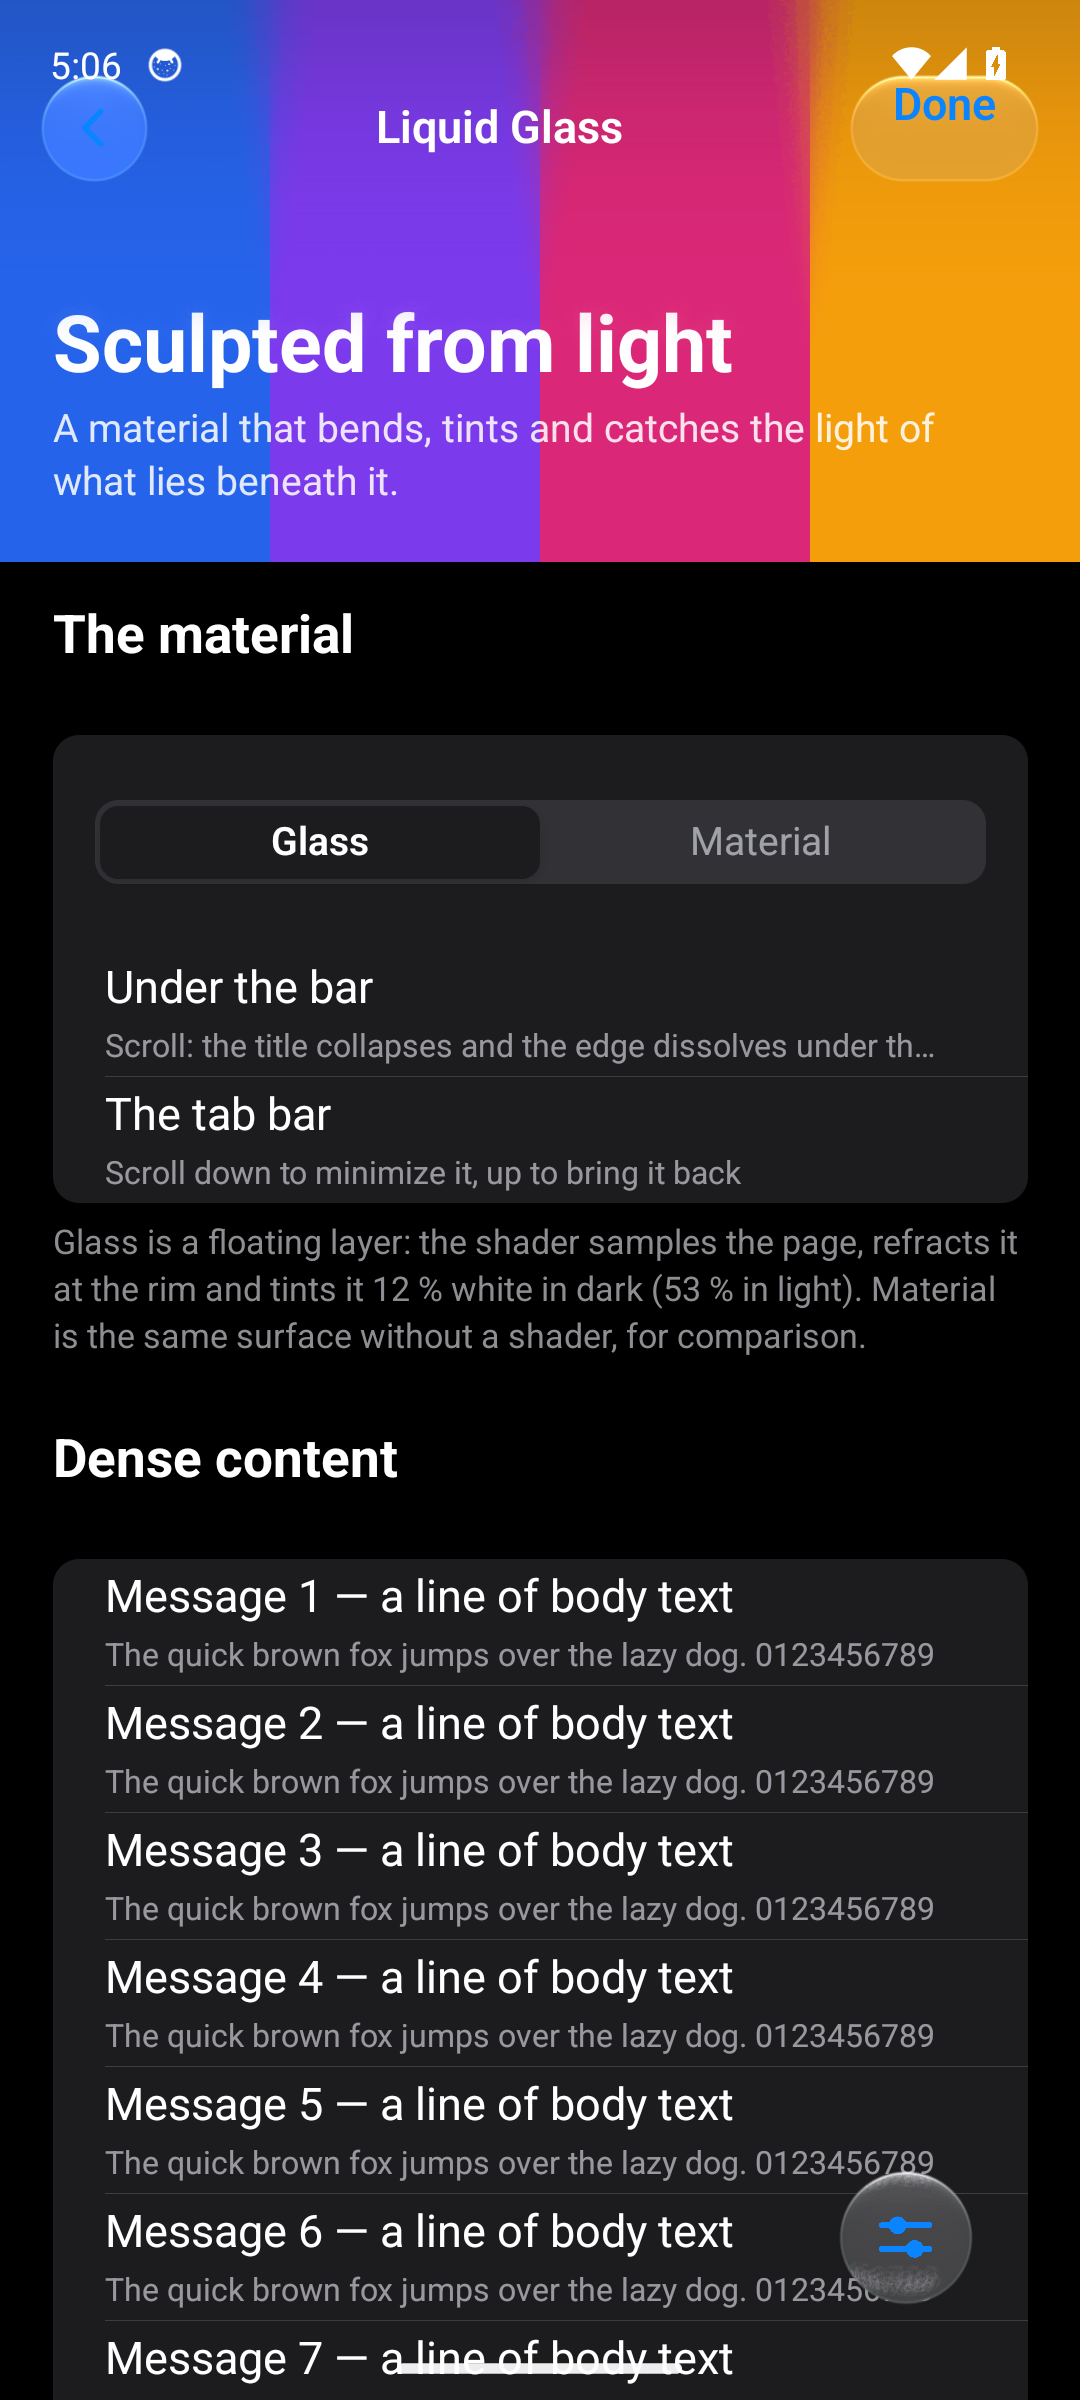 5:06
Liquid Glass
Done
Sculpted from light
A material that bends, tints and catches the light of
what lies beneath it.
The material
Glass
Material
Under the bar
Scroll: the title collapses and the edge dissolves under th…
The tab bar
Scroll down to minimize it, up to bring it back
Glass is a floating layer: the shader samples the page, refracts it
at the rim and tints it 12 % white in dark (53 % in light). Material
is the same surface without a shader, for comparison.
Dense content
Message 1 — a line of body text
The quick brown fox jumps over the lazy dog. 0123456789
Message 2 — a line of body text
The quick brown fox jumps over the lazy dog. 0123456789
Message 3 — a line of body text
The quick brown fox jumps over the lazy dog. 0123456789
Message 4 — a line of body text
The quick brown fox jumps over the lazy dog. 0123456789
Message 5 — a line of body text
The quick brown fox jumps over the lazy dog. 0123456789
Message 6 — a line of body text
The quick brown fox jumps over the lazy dog.
Message 7 — a line of body text